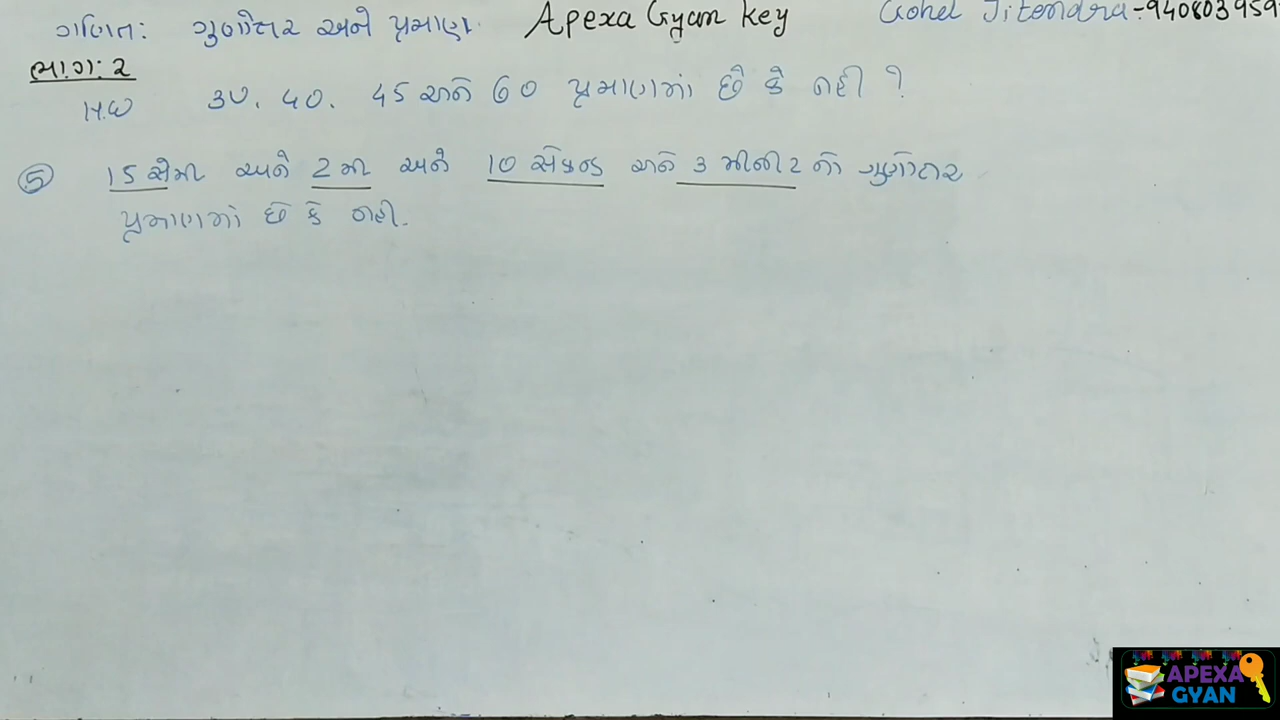 ગણિત: ગુણોત્તર અને પ્રમાણ. Apexa Gyan Key Gohel Jitendra:-940803959
ભાગ: ૨
H.W 30. 40. 45 અને 60 પ્રમાણમાં છે કે નહી ?
⑤ 15 સેમી અને 2 મી અને 10 સેકન્ડ અને 3 મીનીટ નો ગુણોત્તર
પ્રમાણમાં છે કે નહી.
APEXA
GYAN